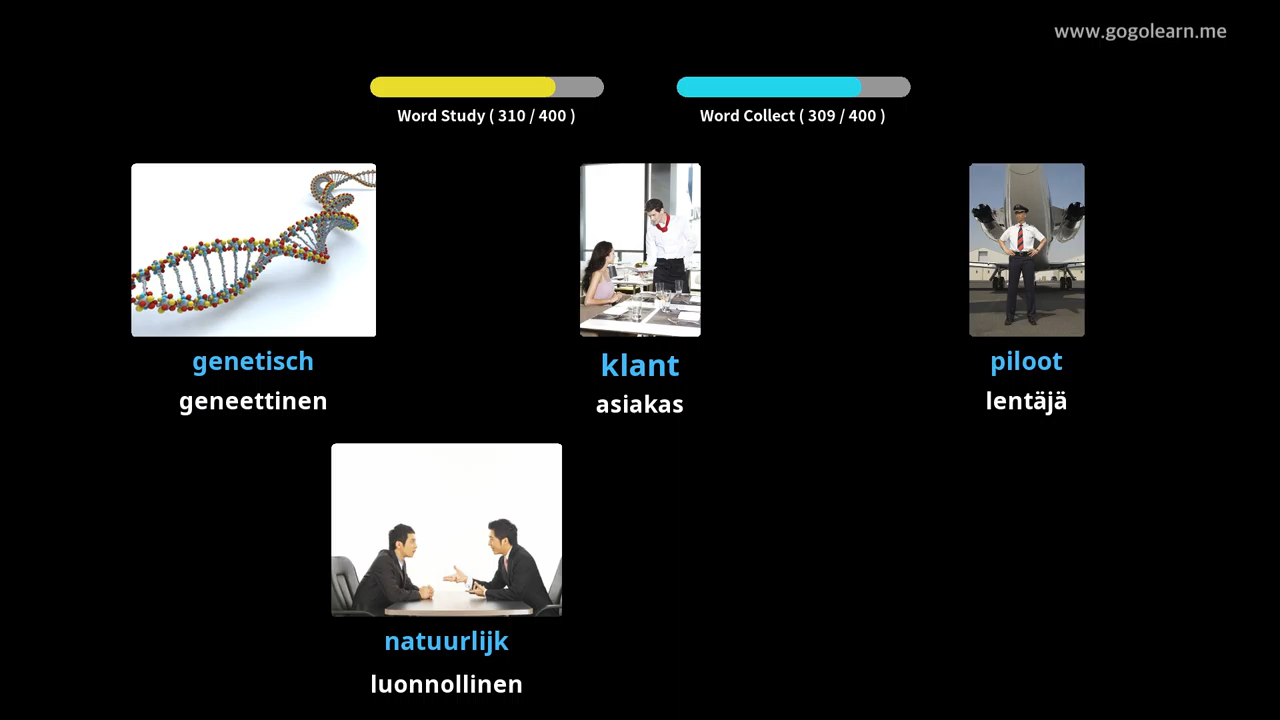 www.gogolearn.me
Word Study ( 310 / 400 )
Word Collect ( 309 / 400 )
genetisch
geneettinen
klant
asiakas
piloot
lentäjä
natuurlijk
luonnollinen